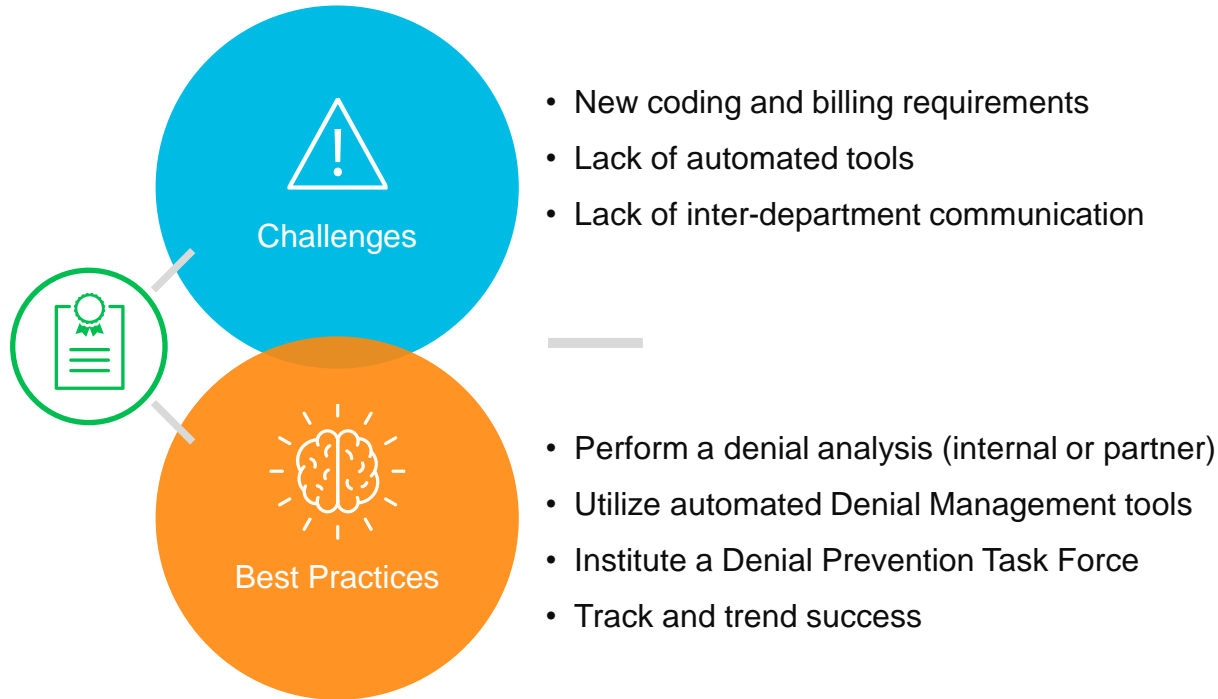 Challenges
• New coding and billing requirements
• Lack of automated tools
• Lack of inter-department communication
Best Practices
• Perform a denial analysis (internal or partner)
• Utilize automated Denial Management tools
• Institute a Denial Prevention Task Force
• Track and trend success